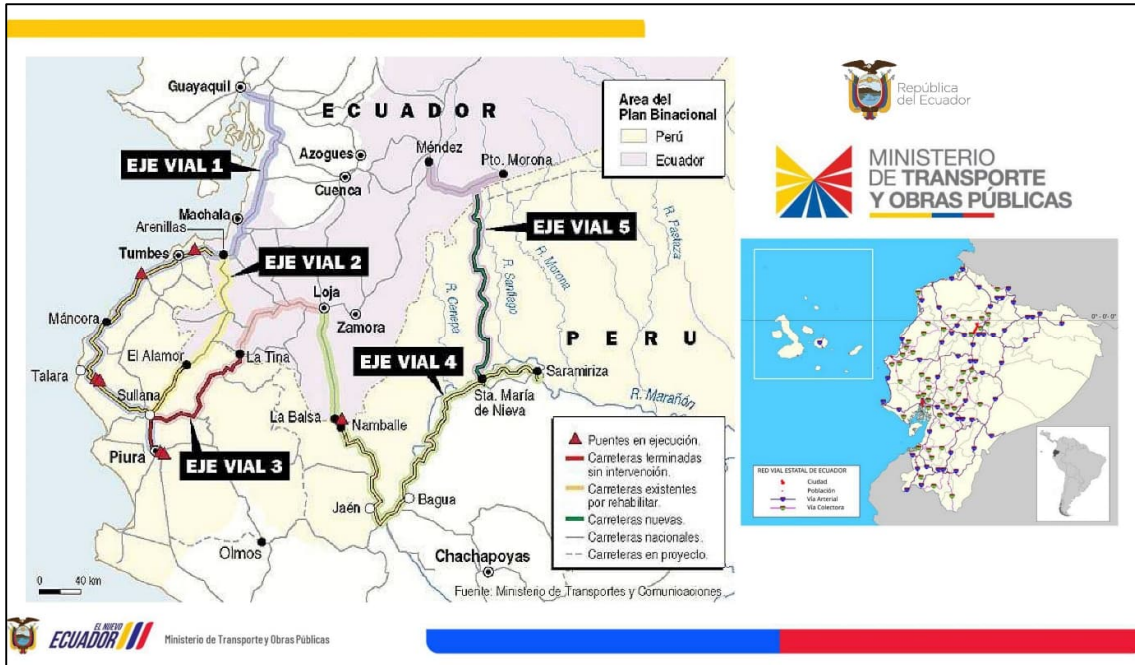 Guayaquil
ECUADOR
EJE VIAL 1
Azogues
Cuenca
Méndez
Pto. Morona
Area del
Plan Binacional
Perú
Ecuador
Machala
Arenillas
Tumbes
EJE VIAL 2
EJE VIAL 5
R. Pastaza
R. Morona
R. Santiago
R. Cenepa
Loja
Zamora
Máncora
PERU
El Alamor
La Tina
EJE VIAL 4
Talara
Sullana
Saramiriza
Sta. María
de Nieva
R. Marañón
La Balsa
Namballe
Piura
EJE VIAL 3
Jaén
Bagua
Olmos
Chachapoyas
Puentes en ejecución.
Carreteras terminadas
sin intervención.
Carreteras existentes
por rehabilitar.
Carreteras nuevas.
Carreteras nacionales.
Carreteras en proyecto.
0 40 km
Fuente: Ministerio de Transportes y Comunicaciones
República
del Ecuador
MINISTERIO
DE TRANSPORTE
Y OBRAS PÚBLICAS
0° - 0' - 0"
RED VIAL ESTATAL DE ECUADOR
Ciudad
Población
Vía Arterial
Vía Colectora
EL NUEVO
ECUADOR
Ministerio de Transporte y Obras Públicas